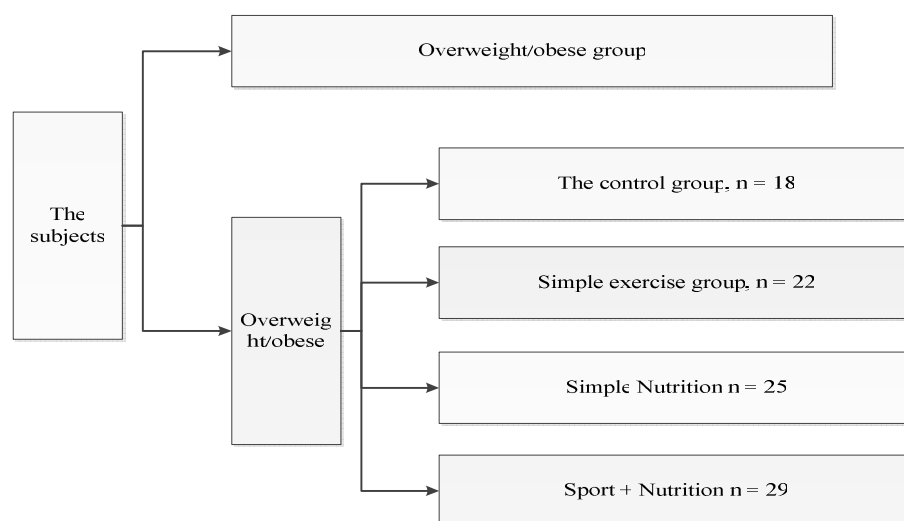 Overweight/obese group
The
subjects
Overweig
ht/obese
The control group, n = 18
Simple exercise group, n = 22
Simple Nutrition n = 25
Sport + Nutrition n = 29